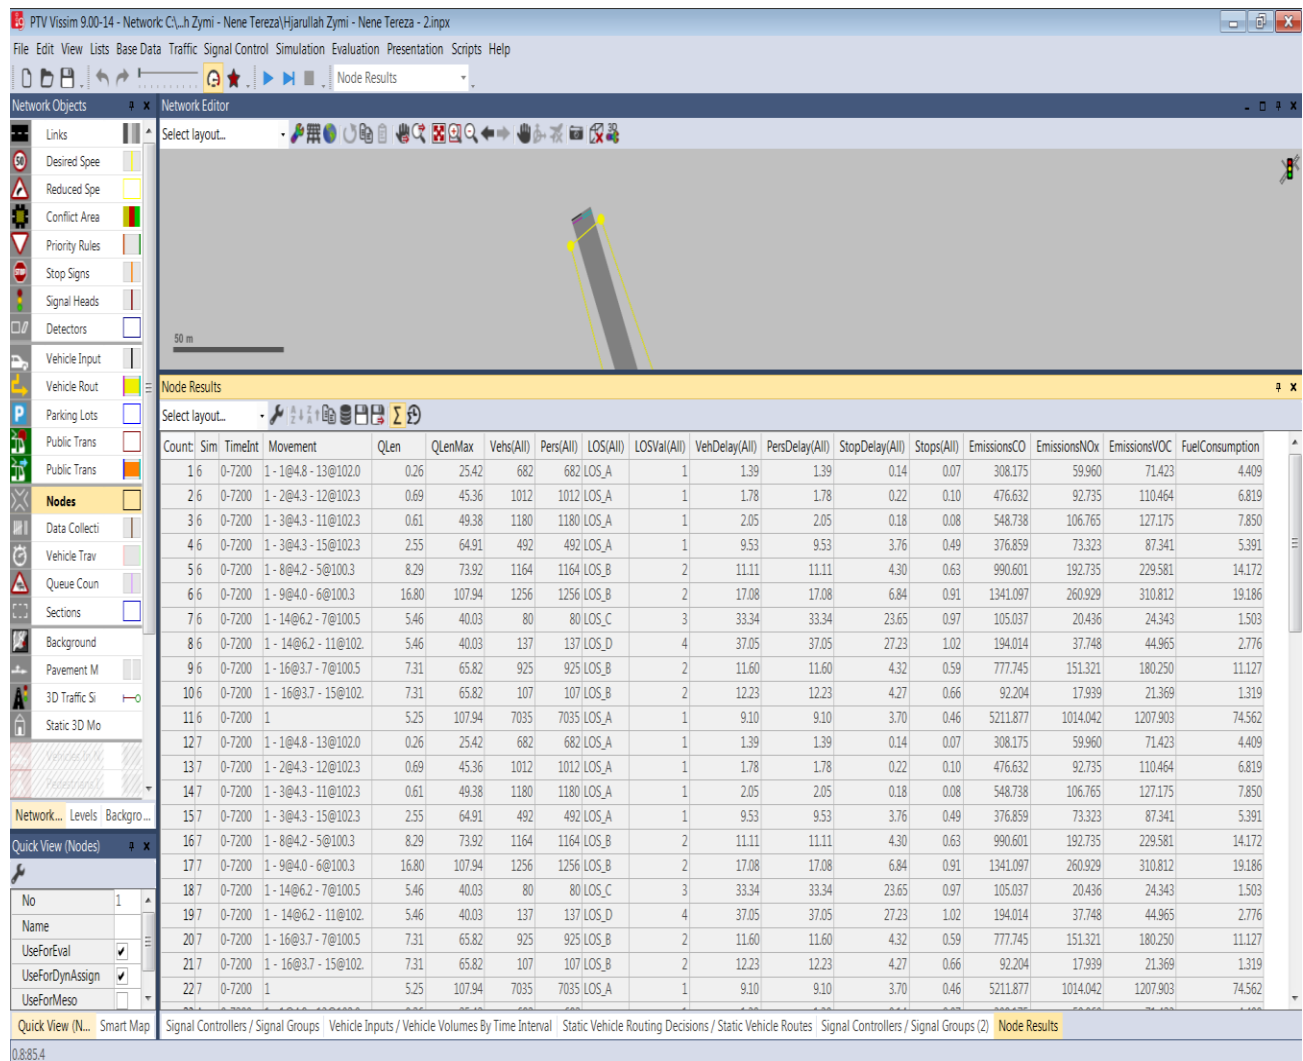 PTV Vissim 9.00-14 - Network: C:\...h Zymi - Nene Tereza\Hjarullah Zymi - Nene Tereza - 2.inpx
File Edit View Lists Base Data Traffic Signal Control Simulation Evaluation Presentation Scripts Help
Node Results
Network Objects
Links
Desired Spee
Reduced Spe
Conflict Area
Priority Rules
Stop Signs
Signal Heads
Detectors
Vehicle Input
Vehicle Rout
Parking Lots
Public Trans
Public Trans
Nodes
Data Collecti
Vehicle Trav
Queue Coun
Sections
Background
Pavement M
3D Traffic Si
Static 3D Mo
Network... Levels Backgro...
Quick View (Nodes)
No 1
Name
UseForEval
UseForDynAssign
UseForMeso
Quick View (N... Smart Map
Network Editor
Select layout...
50 m
Node Results
Select layout...
Count: Sim TimeInt Movement QLen QLenMax Vehs(All) Pers(All) LOS(All) LOSVal(All) VehDelay(All) PersDelay(All) StopDelay(All) Stops(All) EmissionsCO EmissionsNOx EmissionsVOC FuelConsumption
1 6 0-7200 1 - 1@4.8 - 13@102.0 0.26 25.42 682 682 LOS_A 1 1.39 1.39 0.14 0.07 308.175 59.960 71.423 4.409
2 6 0-7200 1 - 2@4.3 - 12@102.3 0.69 45.36 1012 1012 LOS_A 1 1.78 1.78 0.22 0.10 476.632 92.735 110.464 6.819
3 6 0-7200 1 - 3@4.3 - 11@102.3 0.61 49.38 1180 1180 LOS_A 1 2.05 2.05 0.18 0.08 548.738 106.765 127.175 7.850
4 6 0-7200 1 - 3@4.3 - 15@102.3 2.55 64.91 492 492 LOS_A 1 9.53 9.53 3.76 0.49 376.859 73.323 87.341 5.391
5 6 0-7200 1 - 8@4.2 - 5@100.3 8.29 73.92 1164 1164 LOS_B 2 11.11 11.11 4.30 0.63 990.601 192.735 229.581 14.172
6 6 0-7200 1 - 9@4.0 - 6@100.3 16.80 107.94 1256 1256 LOS_B 2 17.08 17.08 6.84 0.91 1341.097 260.929 310.812 19.186
7 6 0-7200 1 - 14@6.2 - 7@100.5 5.46 40.03 80 80 LOS_C 3 33.34 33.34 23.65 0.97 105.037 20.436 24.343 1.503
8 6 0-7200 1 - 14@6.2 - 11@102. 5.46 40.03 137 137 LOS_D 4 37.05 37.05 27.23 1.02 194.014 37.748 44.965 2.776
9 6 0-7200 1 - 16@3.7 - 7@100.5 7.31 65.82 925 925 LOS_B 2 11.60 11.60 4.32 0.59 777.745 151.321 180.250 11.127
10 6 0-7200 1 - 16@3.7 - 15@102. 7.31 65.82 107 107 LOS_B 2 12.23 12.23 4.27 0.66 92.204 17.939 21.369 1.319
11 6 0-7200 1 5.25 107.94 7035 7035 LOS_A 1 9.10 9.10 3.70 0.46 5211.877 1014.042 1207.903 74.562
12 7 0-7200 1 - 1@4.8 - 13@102.0 0.26 25.42 682 682 LOS_A 1 1.39 1.39 0.14 0.07 308.175 59.960 71.423 4.409
13 7 0-7200 1 - 2@4.3 - 12@102.3 0.69 45.36 1012 1012 LOS_A 1 1.78 1.78 0.22 0.10 476.632 92.735 110.464 6.819
14 7 0-7200 1 - 3@4.3 - 11@102.3 0.61 49.38 1180 1180 LOS_A 1 2.05 2.05 0.18 0.08 548.738 106.765 127.175 7.850
15 7 0-7200 1 - 3@4.3 - 15@102.3 2.55 64.91 492 492 LOS_A 1 9.53 9.53 3.76 0.49 376.859 73.323 87.341 5.391
16 7 0-7200 1 - 8@4.2 - 5@100.3 8.29 73.92 1164 1164 LOS_B 2 11.11 11.11 4.30 0.63 990.601 192.735 229.581 14.172
17 7 0-7200 1 - 9@4.0 - 6@100.3 16.80 107.94 1256 1256 LOS_B 2 17.08 17.08 6.84 0.91 1341.097 260.929 310.812 19.186
18 7 0-7200 1 - 14@6.2 - 7@100.5 5.46 40.03 80 80 LOS_C 3 33.34 33.34 23.65 0.97 105.037 20.436 24.343 1.503
19 7 0-7200 1 - 14@6.2 - 11@102. 5.46 40.03 137 137 LOS_D 4 37.05 37.05 27.23 1.02 194.014 37.748 44.965 2.776
20 7 0-7200 1 - 16@3.7 - 7@100.5 7.31 65.82 925 925 LOS_B 2 11.60 11.60 4.32 0.59 777.745 151.321 180.250 11.127
21 7 0-7200 1 - 16@3.7 - 15@102. 7.31 65.82 107 107 LOS_B 2 12.23 12.23 4.27 0.66 92.204 17.939 21.369 1.319
22 7 0-7200 1 5.25 107.94 7035 7035 LOS_A 1 9.10 9.10 3.70 0.46 5211.877 1014.042 1207.903 74.562
Signal Controllers / Signal Groups Vehicle Inputs / Vehicle Volumes By Time Interval Static Vehicle Routing Decisions / Static Vehicle Routes Signal Controllers / Signal Groups (2) Node Results
0.8:85.4